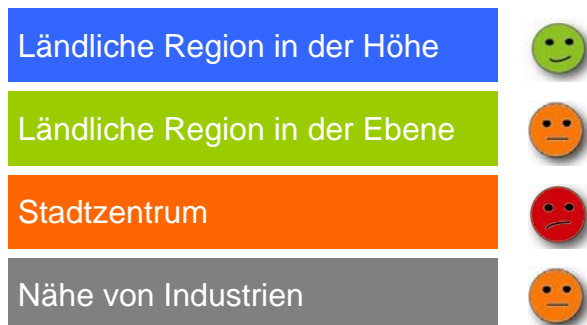 Ländliche Region in der Höhe
Ländliche Region in der Ebene
Stadtzentrum
Nähe von Industrien